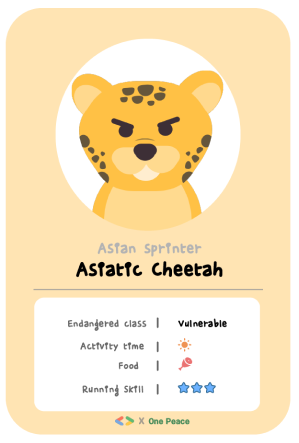 Asian Sprinter
Asiatic Cheetah
Endangered class | Vulnerable
Activity time |
Food |
Running Skill |
X One Peace